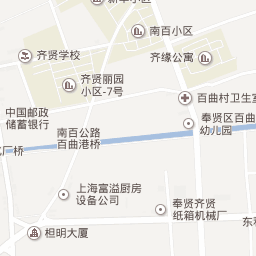 南百小区
齐贤学校
齐缘公寓
齐贤丽园
小区-7号
中国邮政
储蓄银行
百曲村卫生室
奉贤区百曲
幼儿园
南百公路
百曲港桥
厂桥
上海富溢厨房
设备公司
奉贤齐贤
纸箱机械厂
柦明大厦